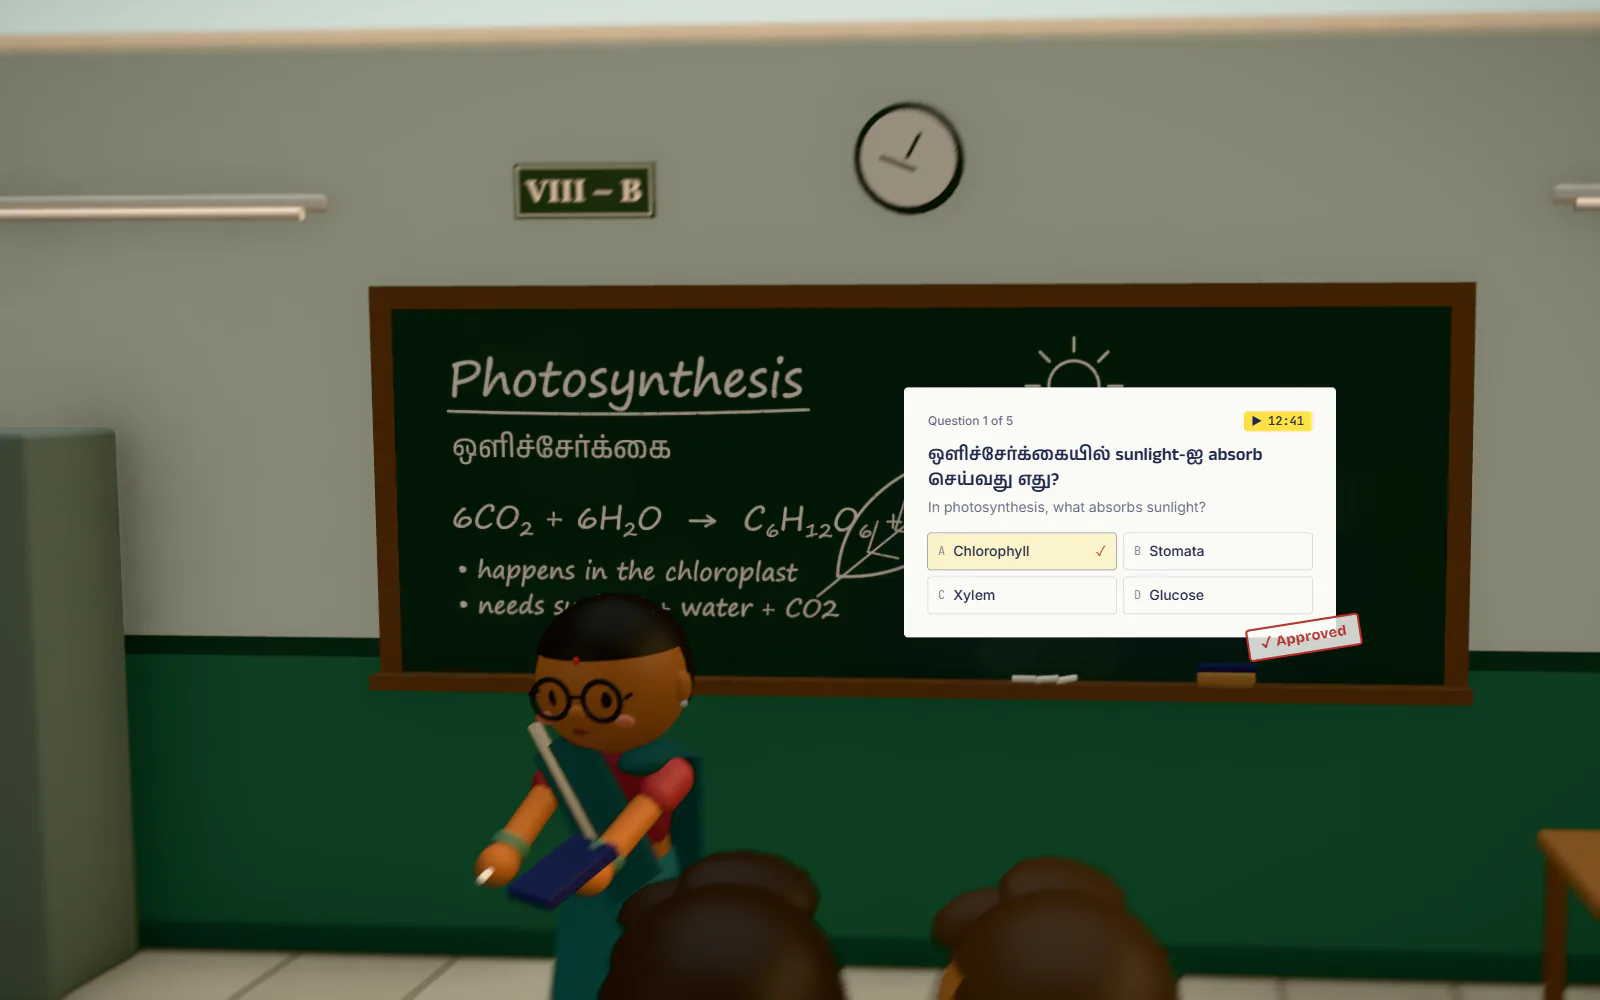 VIII – B
Photosynthesis
ஒளிச்சேர்க்கை
6CO2 + 6H2O → C6H12O6 +
• happens in the chloroplast
• needs water + CO2
Question 1 of 5
▶ 12:41
ஒளிச்சேர்க்கையில் sunlight-ஐ absorb
செய்வது எது?
In photosynthesis, what absorbs sunlight?
A Chlorophyll ✓
B Stomata
C Xylem
D Glucose
✓ Approved